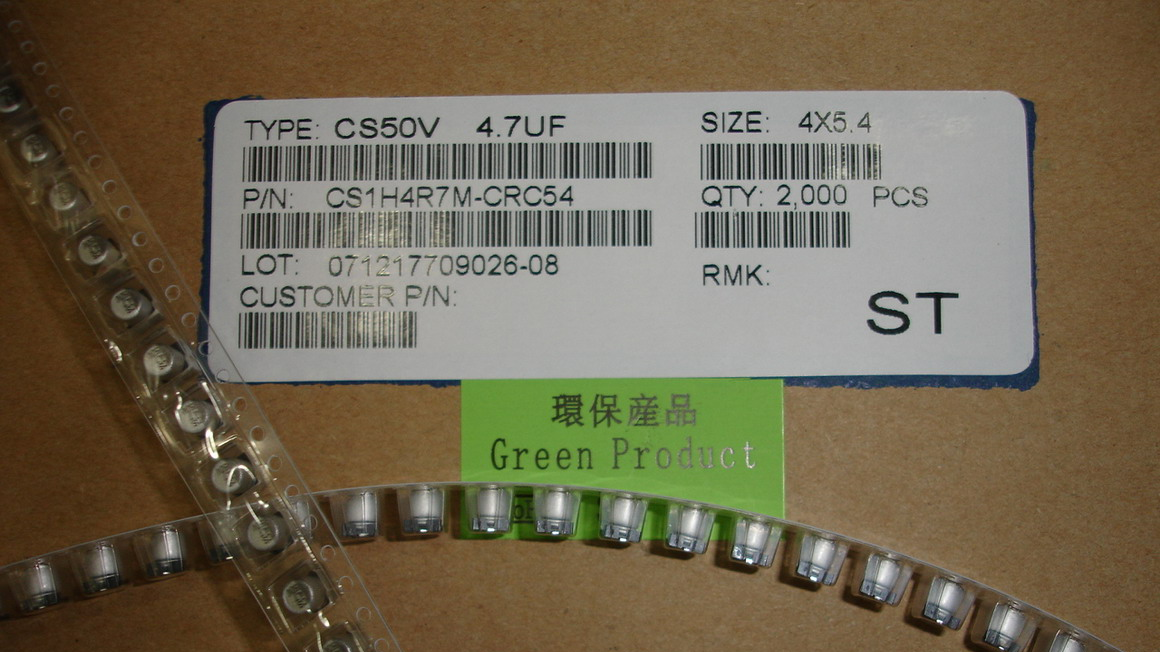 TYPE: CS50V 4.7UF
SIZE: 4X5.4
P/N: CS1H4R7M-CRC54
QTY: 2,000 PCS
LOT: 071217709026-08
RMK:
CUSTOMER P/N:
ST
環保産品
Green Product